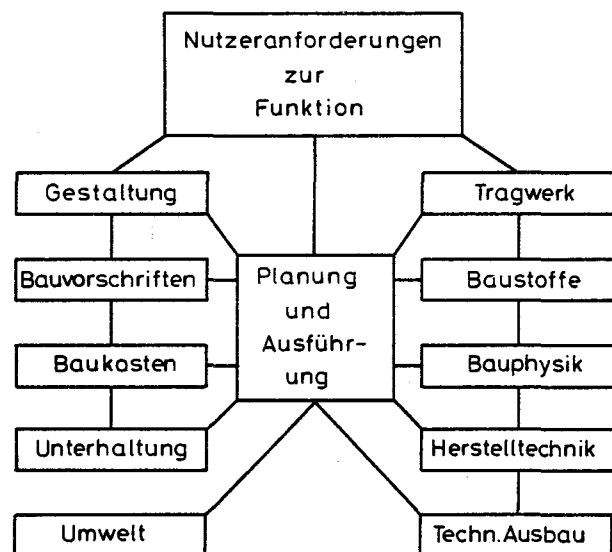 Nutzeranforderungen
zur
Funktion
Gestaltung
Tragwerk
Bauvorschriften
Planung
und
Ausführ-
ung
Baustoffe
Baukosten
Bauphysik
Unterhaltung
Herstelltechnik
Umwelt
Techn. Ausbau